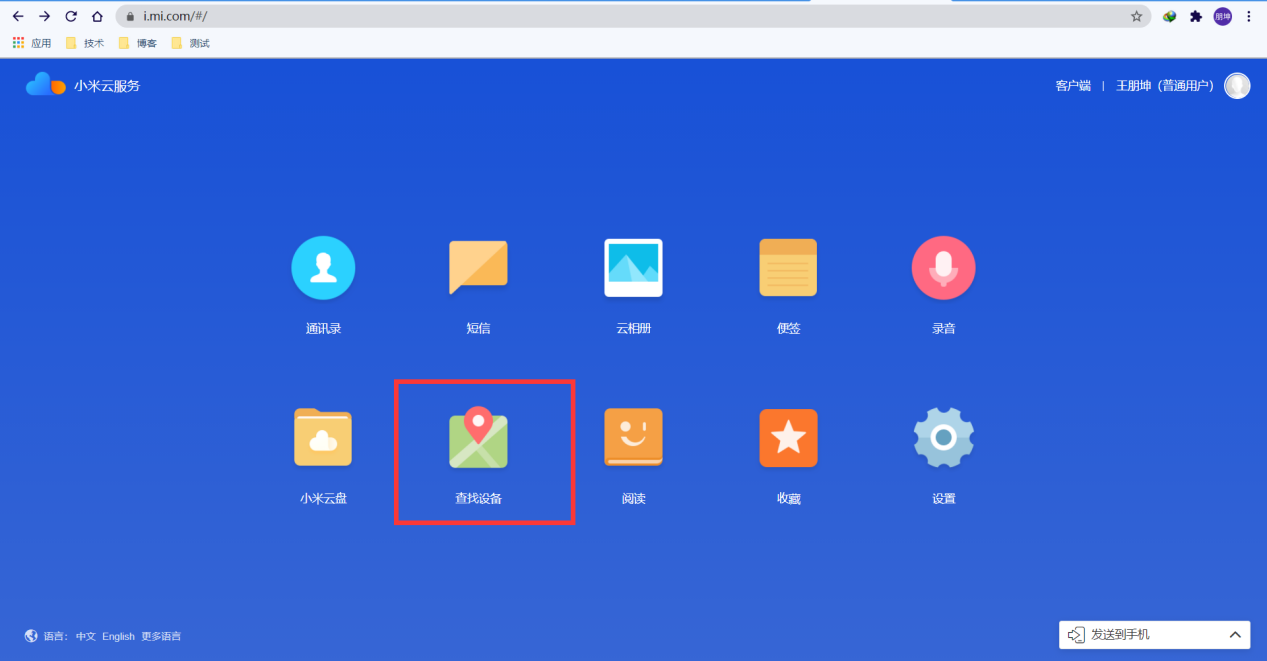 i.mi.com/#/
朋坤
应用 技术 博客 测试
小米云服务
客户端 | 王朋坤（普通用户）
通讯录 短信 云相册 便签 录音
小米云盘 查找设备 阅读 收藏 设置
语言： 中文 English 更多语言
发送到手机